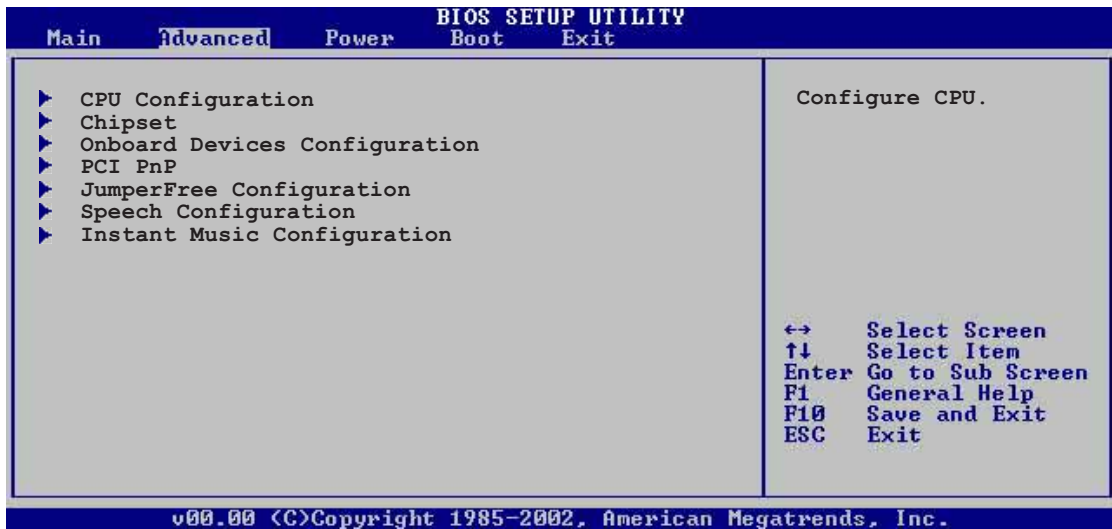 BIOS SETUP UTILITY
Main Advanced Power Boot Exit
CPU Configuration
Chipset
Onboard Devices Configuration
PCI PnP
JumperFree Configuration
Speech Configuration
Instant Music Configuration
Configure CPU.
←→ Select Screen
↑↓ Select Item
Enter Go to Sub Screen
F1 General Help
F10 Save and Exit
ESC Exit
v00.00 (C)Copyright 1985-2002, American Megatrends, Inc.